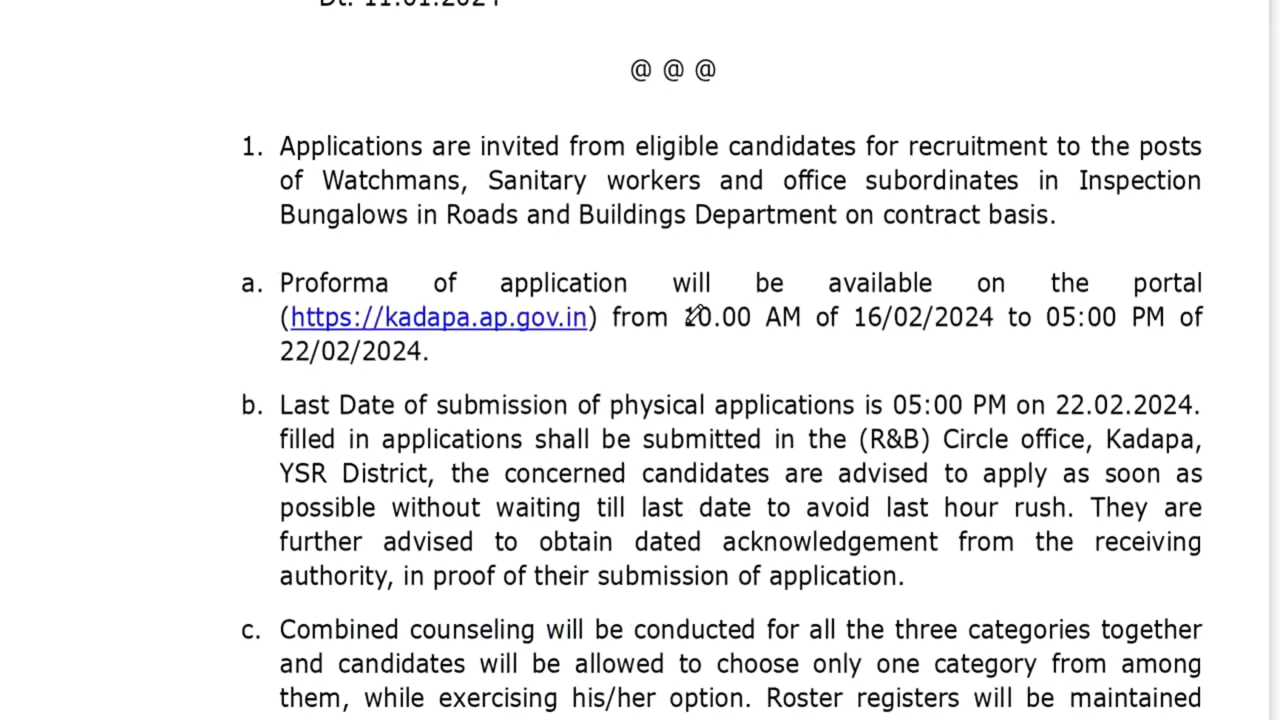 Dt. 11.01.2024
@ @ @
1. Applications are invited from eligible candidates for recruitment to the posts
of Watchmans, Sanitary workers and office subordinates in Inspection
Bungalows in Roads and Buildings Department on contract basis.
a. Proforma of application will be available on the portal
(https://kadapa.ap.gov.in) from 10.00 AM of 16/02/2024 to 05:00 PM of
22/02/2024.
b. Last Date of submission of physical applications is 05:00 PM on 22.02.2024.
filled in applications shall be submitted in the (R&B) Circle office, Kadapa,
YSR District, the concerned candidates are advised to apply as soon as
possible without waiting till last date to avoid last hour rush. They are
further advised to obtain dated acknowledgement from the receiving
authority, in proof of their submission of application.
c. Combined counseling will be conducted for all the three categories together
and candidates will be allowed to choose only one category from among
them, while exercising his/her option. Roster registers will be maintained